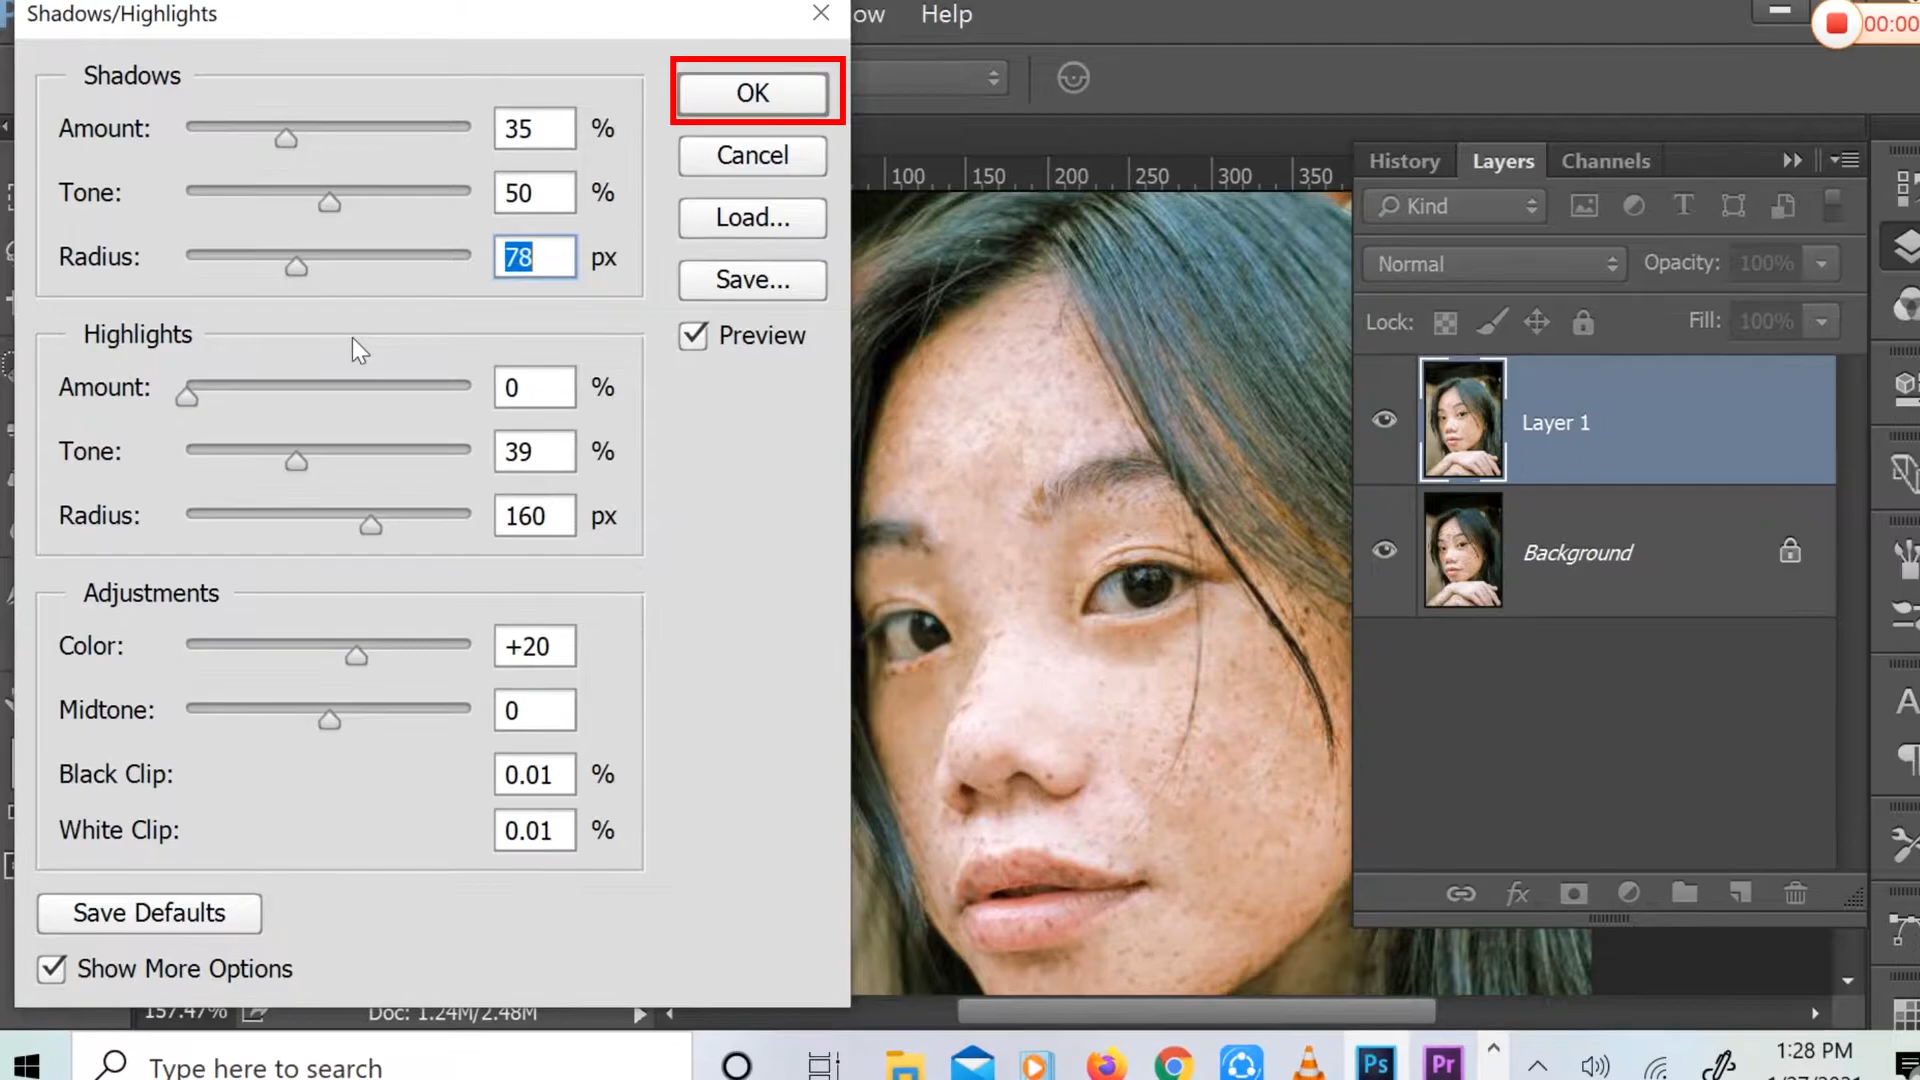 Shadows/Highlights
Help
00:00
Shadows
Amount: 35 %
Tone: 50 %
Radius: 78 px
OK
Cancel
Load...
Save...
Preview
Highlights
Amount: 0 %
Tone: 39 %
Radius: 160 px
Adjustments
Color: +20
Midtone: 0
Black Clip: 0.01 %
White Clip: 0.01 %
Save Defaults
Show More Options
100 150 200 250 300 350
History Layers Channels
Kind
Normal Opacity: 100%
Lock: Fill: 100%
Layer 1
Background
157.47% Doc: 1.24M/2.48M
Type here to search
Ps
Pr
1:28 PM